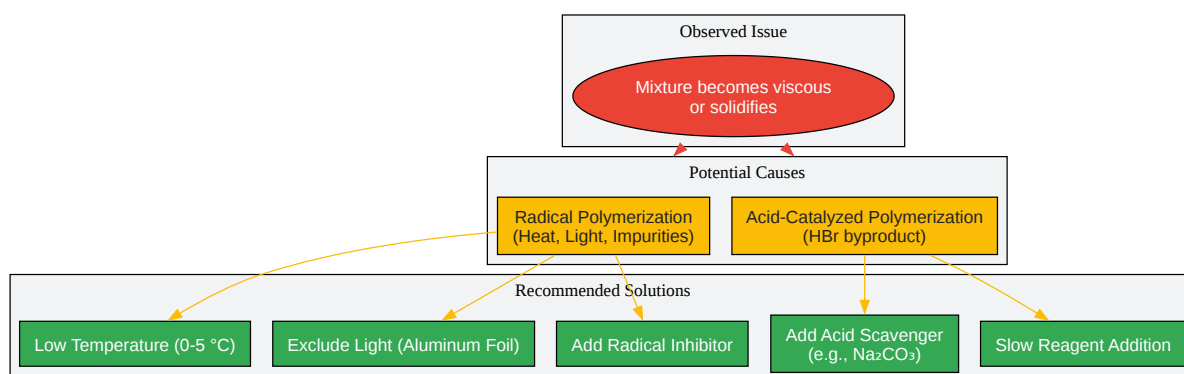 Observed Issue
Mixture becomes viscous
or solidifies
Potential Causes
Radical Polymerization
(Heat, Light, Impurities)
Acid-Catalyzed Polymerization
(HBr byproduct)
Recommended Solutions
Low Temperature (0-5 °C)
Exclude Light (Aluminum Foil)
Add Radical Inhibitor
Add Acid Scavenger
(e.g., Na₂CO₃)
Slow Reagent Addition